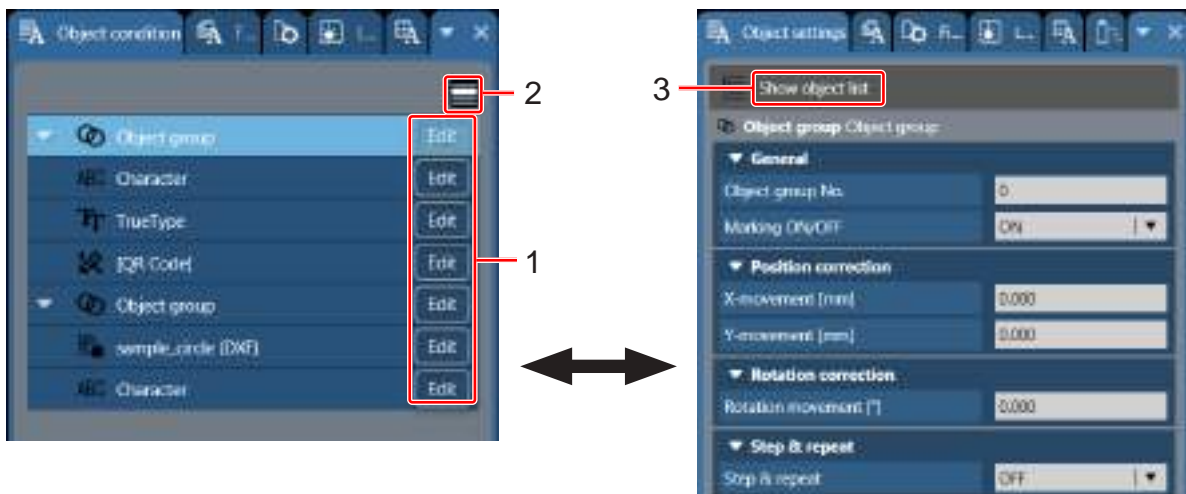 Object condition
2
Object group Edit
Character Edit
TrueType Edit
[QR Code] Edit
1
Object group Edit
sample_circle (DXF) Edit
Character Edit
Object settings
3
Show object list
Object group Object group
General
Object group No. 0
Marking ON/OFF ON
Position correction
X-movement [mm] 0.000
Y-movement [mm] 0.000
Rotation correction
Rotation movement [°] 0.000
Step & repeat
Step & repeat OFF